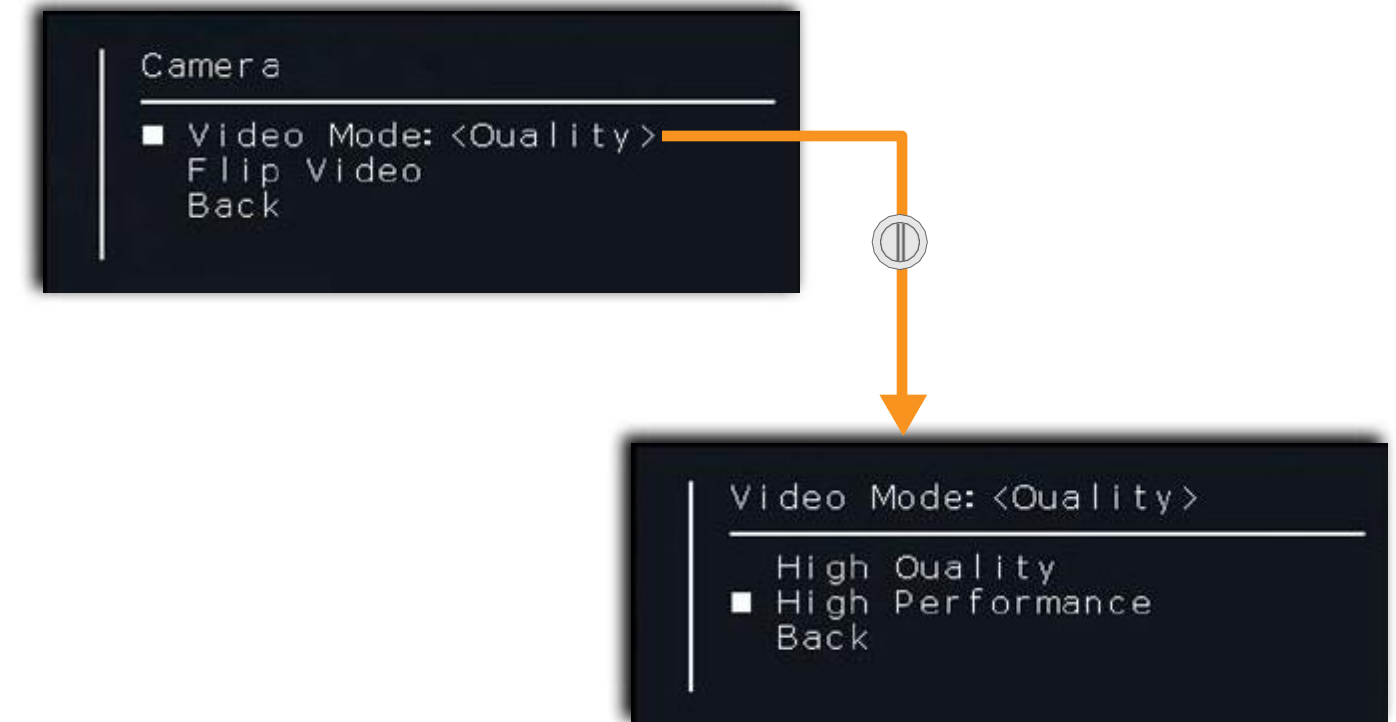 Camera
■ Video Mode: <Ouality>
Flip Video
Back
Video Mode: <Ouality>
High Ouality
■ High Performance
Back